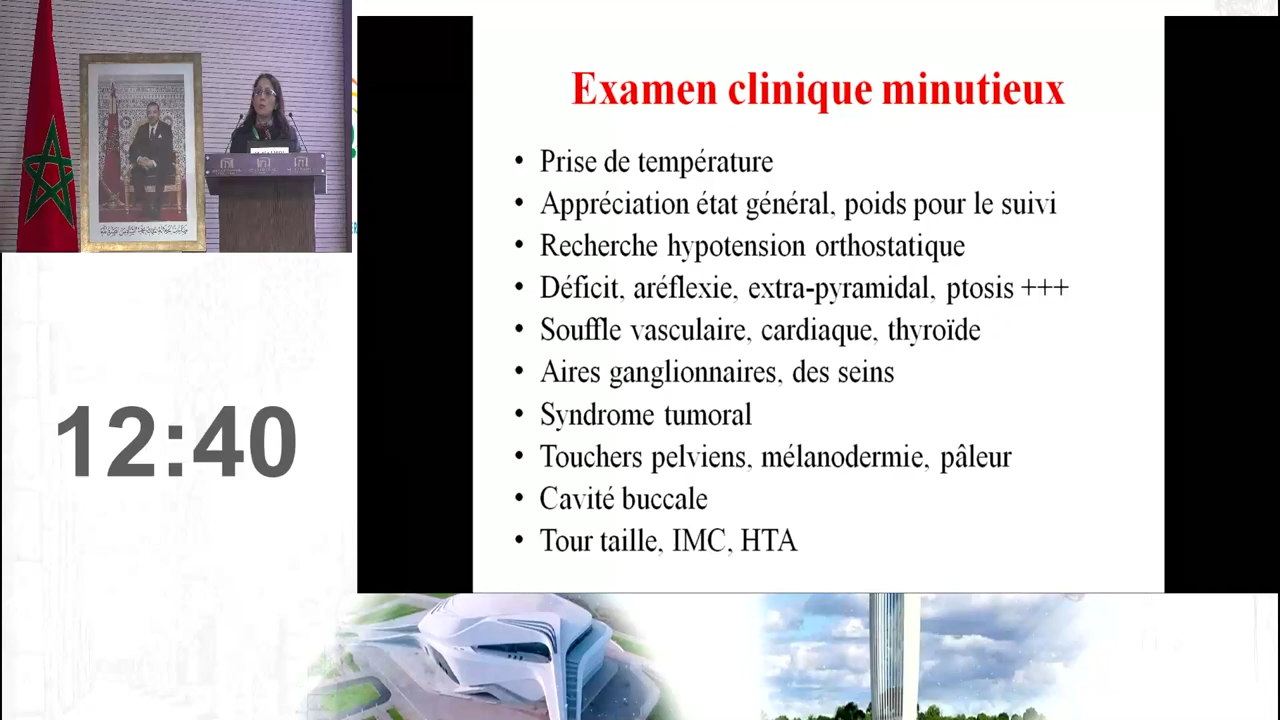 Examen clinique minutieux
• Prise de température
• Appréciation état général, poids pour le suivi
• Recherche hypotension orthostatique
• Déficit, aréflexie, extra-pyramidal, ptosis +++
• Souffle vasculaire, cardiaque, thyroïde
• Aires ganglionnaires, des seins
• Syndrome tumoral
• Touchers pelviens, mélanodermie, pâleur
• Cavité buccale
• Tour taille, IMC, HTA
12:40